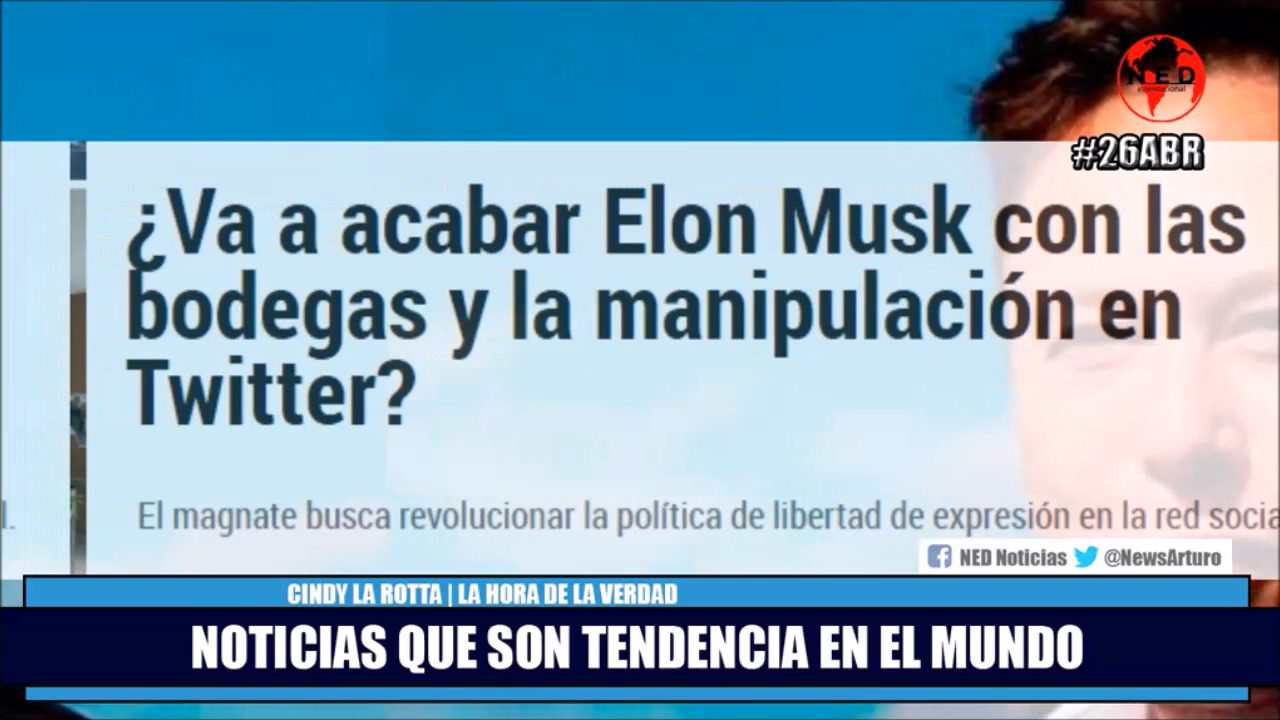 NED
international
#26ABR
¿Va a acabar Elon Musk con las
bodegas y la manipulación en
Twitter?
l.
El magnate busca revolucionar la política de libertad de expresión en la red socia
NED Noticias @NewsArturo
CINDY LA ROTTA | LA HORA DE LA VERDAD
NOTICIAS QUE SON TENDENCIA EN EL MUNDO